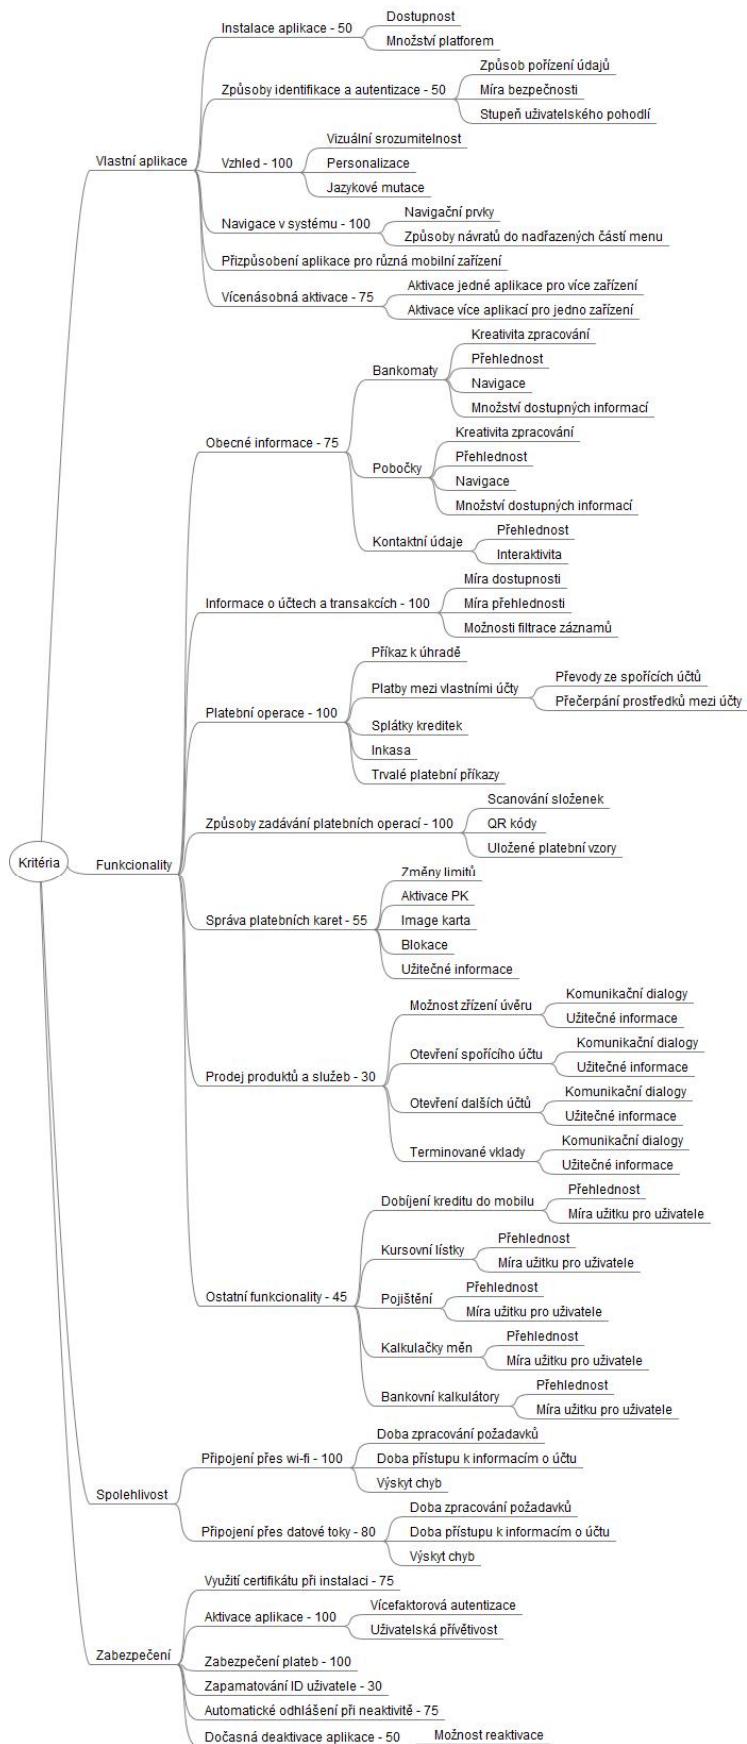 Kritéria
Vlastní aplikace
Instalace aplikace - 50
Dostupnost
Množství platforem
Způsoby identifikace a autentizace - 50
Způsob pořízení údajů
Míra bezpečnosti
Stupeň uživatelského pohodlí
Vzhled - 100
Vizuální srozumitelnost
Personalizace
Jazykové mutace
Navigace v systému - 100
Navigační prvky
Způsoby návratů do nadřazených částí menu
Přizpůsobení aplikace pro různá mobilní zařízení
Vícenásobná aktivace - 75
Aktivace jedné aplikace pro více zařízení
Aktivace více aplikací pro jedno zařízení
Funkcionality
Obecné informace - 75
Bankomaty
Kreativita zpracování
Přehlednost
Navigace
Množství dostupných informací
Pobočky
Kreativita zpracování
Přehlednost
Navigace
Množství dostupných informací
Kontaktní údaje
Přehlednost
Interaktivita
Informace o účtech a transakcích - 100
Míra dostupnosti
Míra přehlednosti
Možnosti filtrace záznamů
Platební operace - 100
Příkaz k úhradě
Platby mezi vlastními účty
Převody ze spořících účtů
Přečerpání prostředků mezi účty
Splátky kreditek
Inkasa
Trvalé platební příkazy
Způsoby zadávání platebních operací - 100
Scanování složenek
QR kódy
Uložené platební vzory
Správa platebních karet - 55
Změny limitů
Aktivace PK
Image karta
Blokace
Užitečné informace
Prodej produktů a služeb - 30
Možnost zřízení úvěru
Komunikační dialogy
Užitečné informace
Otevření spořícího účtu
Komunikační dialogy
Užitečné informace
Otevření dalších účtů
Komunikační dialogy
Užitečné informace
Terminované vklady
Komunikační dialogy
Užitečné informace
Ostatní funkcionality - 45
Dobíjení kreditu do mobilu
Přehlednost
Míra užitku pro uživatele
Kursovní lístky
Přehlednost
Míra užitku pro uživatele
Pojištění
Přehlednost
Míra užitku pro uživatele
Kalkulačky měn
Přehlednost
Míra užitku pro uživatele
Bankovní kalkulátory
Přehlednost
Míra užitku pro uživatele
Spolehlivost
Připojení přes wi-fi - 100
Doba zpracování požadavků
Doba přístupu k informacím o účtu
Výskyt chyb
Připojení přes datové toky - 80
Doba zpracování požadavků
Doba přístupu k informacím o účtu
Výskyt chyb
Zabezpečení
Využití certifikátu při instalaci - 75
Aktivace aplikace - 100
Vícefaktorová autentizace
Uživatelská přívětivost
Zabezpečení plateb - 100
Zapamatování ID uživatele - 30
Automatické odhlášení při neaktivitě - 75
Dočasná deaktivace aplikace - 50
Možnost reaktivace